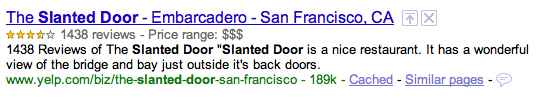 The Slanted Door - Embarcadero - San Francisco, CA
1438 reviews - Price range: $$$
1438 Reviews of The Slanted Door "Slanted Door is a nice restaurant. It has a wonderful
view of the bridge and bay just outside it's back doors.
www.yelp.com/biz/the-slanted-door-san-francisco - 189k - Cached - Similar pages -